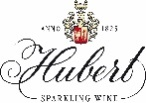 ANNO 1825
Hubert
SPARKLING WINE